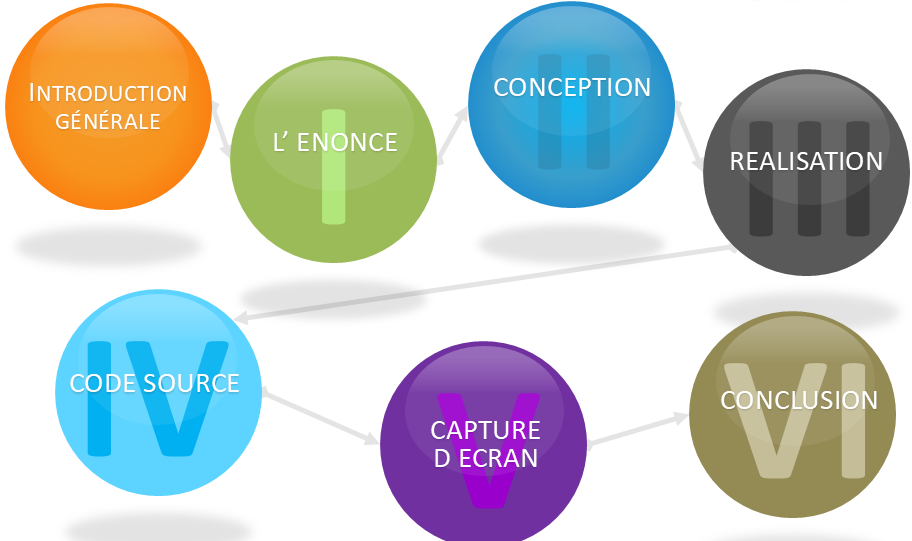 INTRODUCTION
GÉNÉRALE
I
L' ENONCE
II
CONCEPTION
III
REALISATION
IV
CODE SOURCE
V
CAPTURE
D ECRAN
VI
CONCLUSION